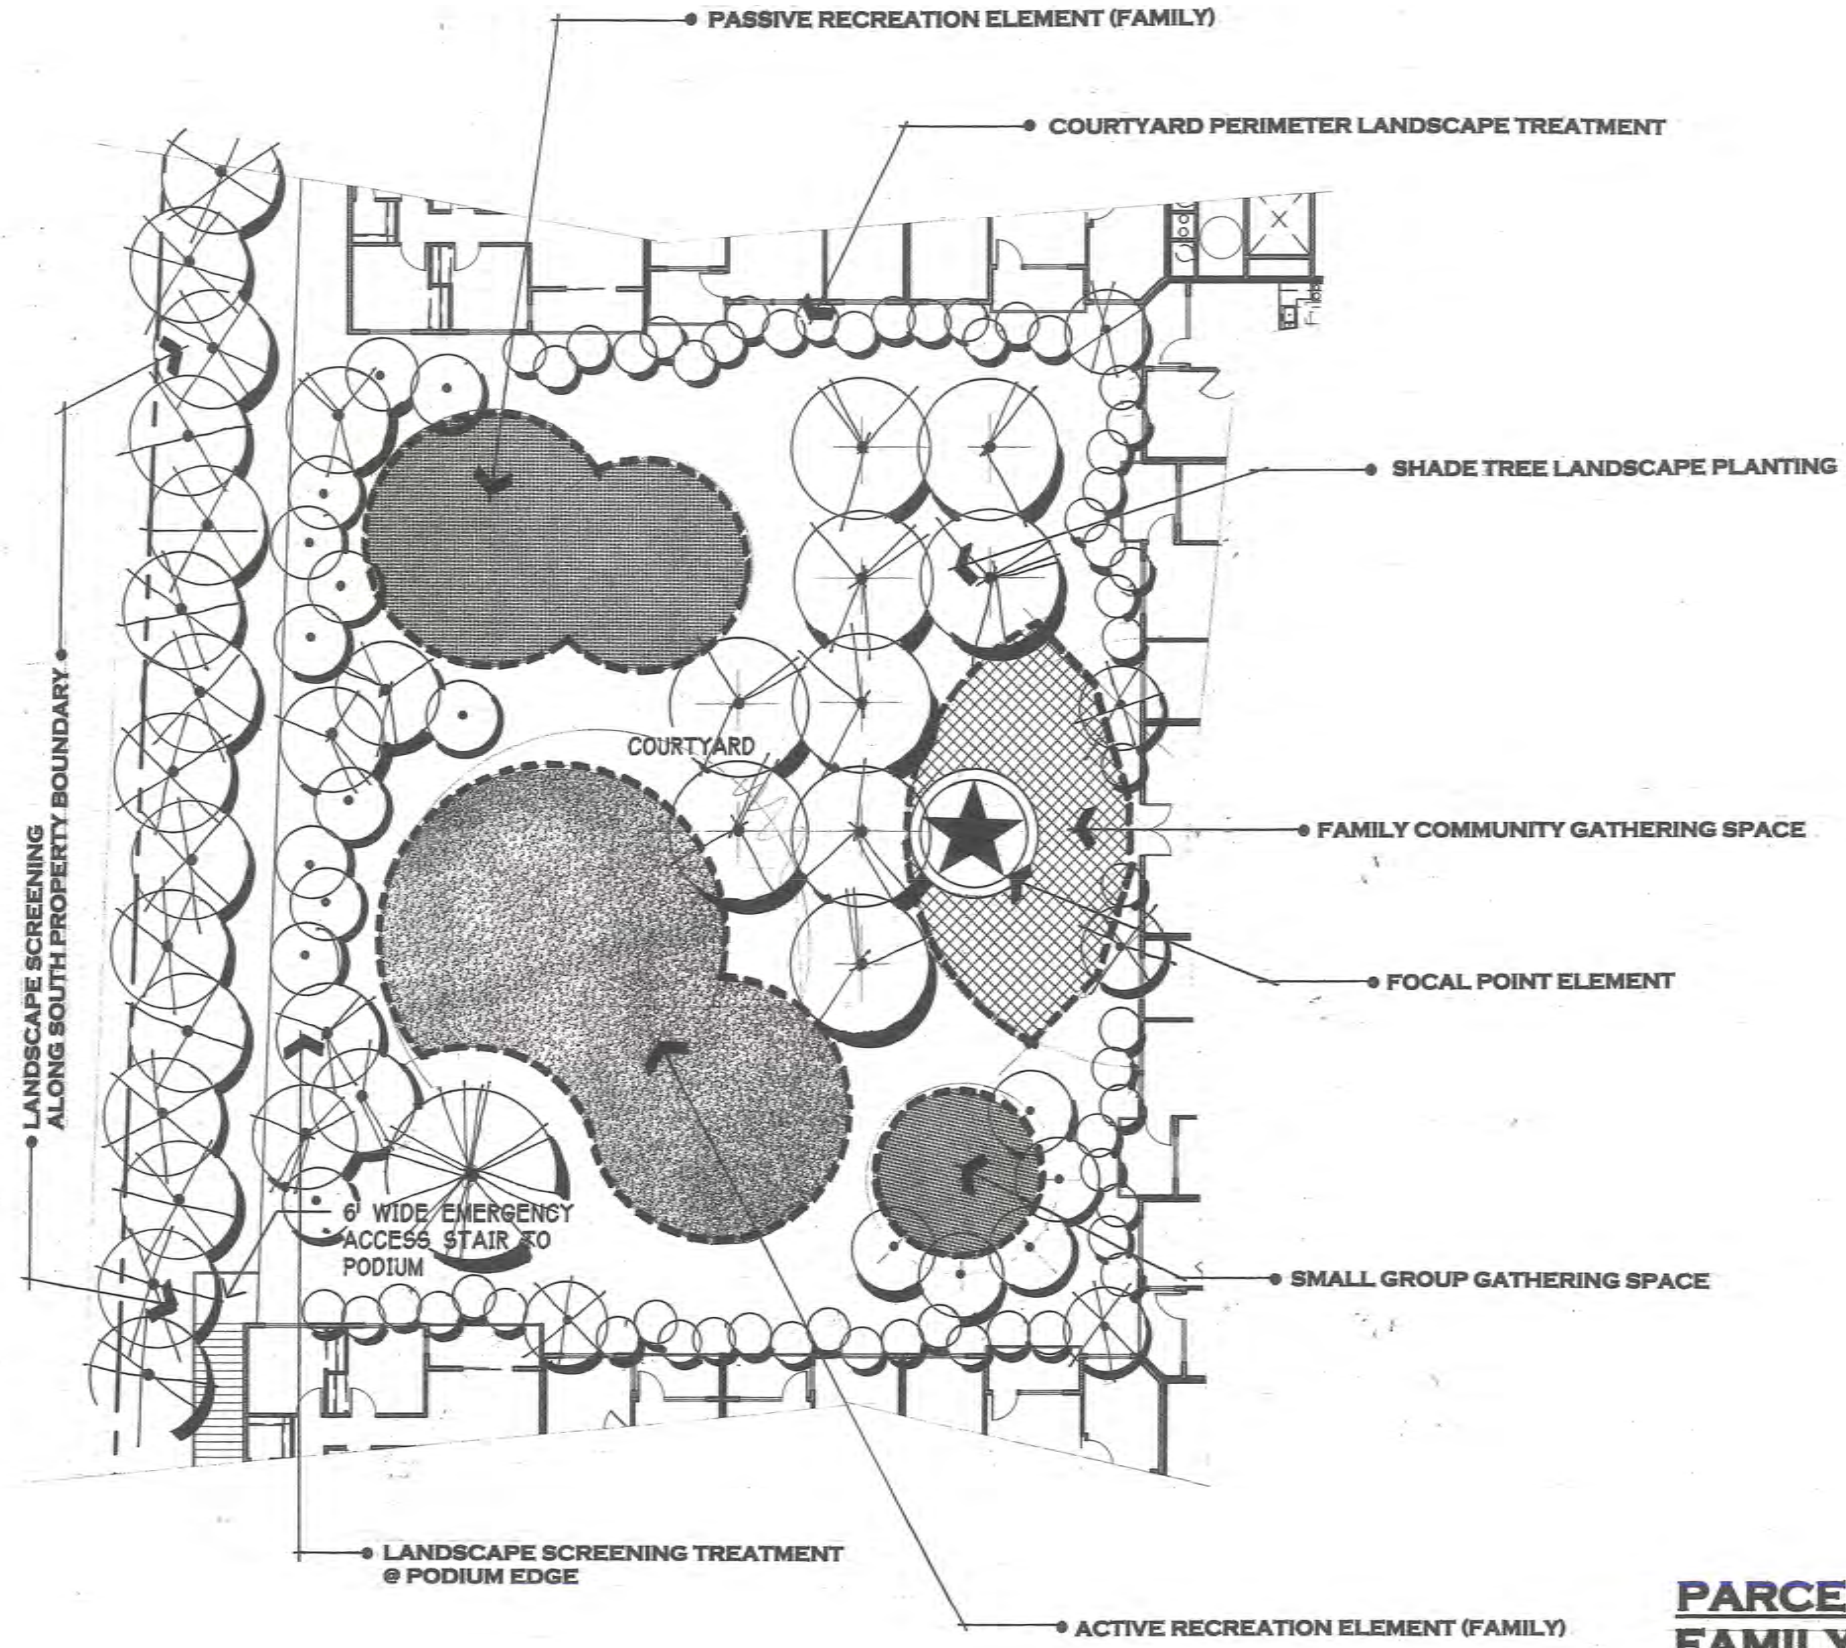 PASSIVE RECREATION ELEMENT (FAMILY)
COURTYARD PERIMETER LANDSCAPE TREATMENT
SHADE TREE LANDSCAPE PLANTING
LANDSCAPE SCREENING
ALONG SOUTH PROPERTY BOUNDARY
COURTYARD
FAMILY COMMUNITY GATHERING SPACE
FOCAL POINT ELEMENT
6' WIDE EMERGENCY
ACCESS STAIR TO
PODIUM
SMALL GROUP GATHERING SPACE
LANDSCAPE SCREENING TREATMENT
@ PODIUM EDGE
ACTIVE RECREATION ELEMENT (FAMILY)
PARCE
FAMILY